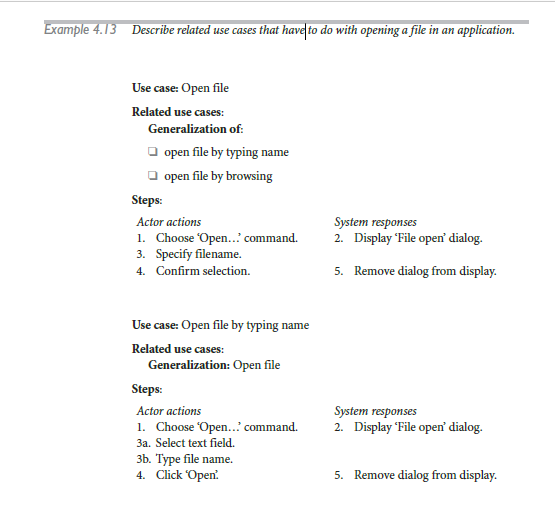 Example 4.13 Describe related use cases that have to do with opening a file in an application.
Use case: Open file
Related use cases:
Generalization of:
❏ open file by typing name
❏ open file by browsing
Steps:
Actor actions System responses
1. Choose ‘Open…’ command. 2. Display ‘File open’ dialog.
3. Specify filename.
4. Confirm selection. 5. Remove dialog from display.
Use case: Open file by typing name
Related use cases:
Generalization: Open file
Steps:
Actor actions System responses
1. Choose ‘Open…’ command. 2. Display ‘File open’ dialog.
3a. Select text field.
3b. Type file name.
4. Click ‘Open’. 5. Remove dialog from display.